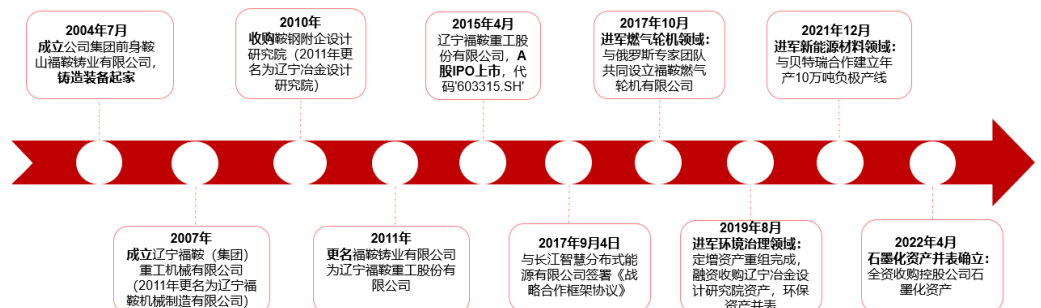 2004年7月
成立公司集团前身鞍
山福鞍铸业有限公司，
铸造装备起家
2010年
收购鞍钢附企设计
研究院（2011年更
名为辽宁冶金设计
研究院）
2015年4月
辽宁福鞍重工股
份有限公司，A
股IPO上市，代
码'603315.SH'
2017年10月
进军燃气轮机领域：
与俄罗斯专家团队
共同设立福鞍燃气
轮机有限公司
2021年12月
进军新能源材料领域：
与贝特瑞合作建立年
产10万吨负极产线
2007年
成立辽宁福鞍（集团）
重工机械有限公司
（2011年更名为辽宁福
鞍机械制造有限公司）
2011年
更名福鞍铸业有限公司
为辽宁福鞍重工股份有
限公司
2017年9月4日
与长江智慧分布式能
源有限公司签署《战
略合作框架协议》
2019年8月
进军环境治理领域：
定增资产重组完成，
融资收购辽宁冶金设
计研究院资产，环保
资产并表
2022年4月
石墨化资产并表确立：
全资收购控股公司石
墨化资产